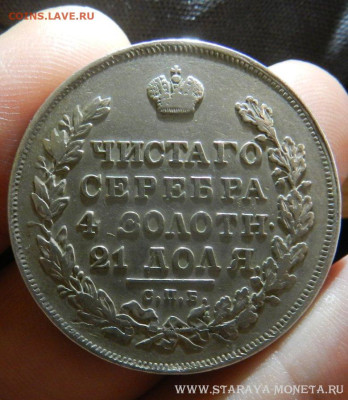 COINS.LAVE.RU
ЧИСТАГО
СЕРЕБРА
4 ЗОЛОТН.
21 ДОЛЯ
С.П.Б.
WWW.STARAYA-MONETA.RU